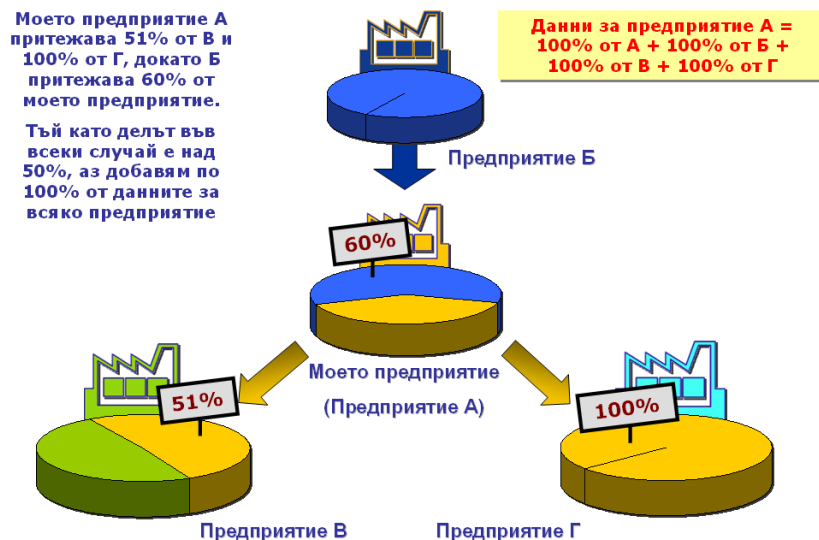 Моето предприятие А
притежава 51% от В и
100% от Г, докато Б
притежава 60% от
моето предприятие.
Тъй като делът във
всеки случай е над
50%, аз добавям по
100% от данните за
всяко предприятие
Данни за предприятие А =
100% от А + 100% от Б +
100% от В + 100% от Г
Предприятие Б
60%
Моето предприятие
(Предприятие А)
51%
100%
Предприятие В
Предприятие Г